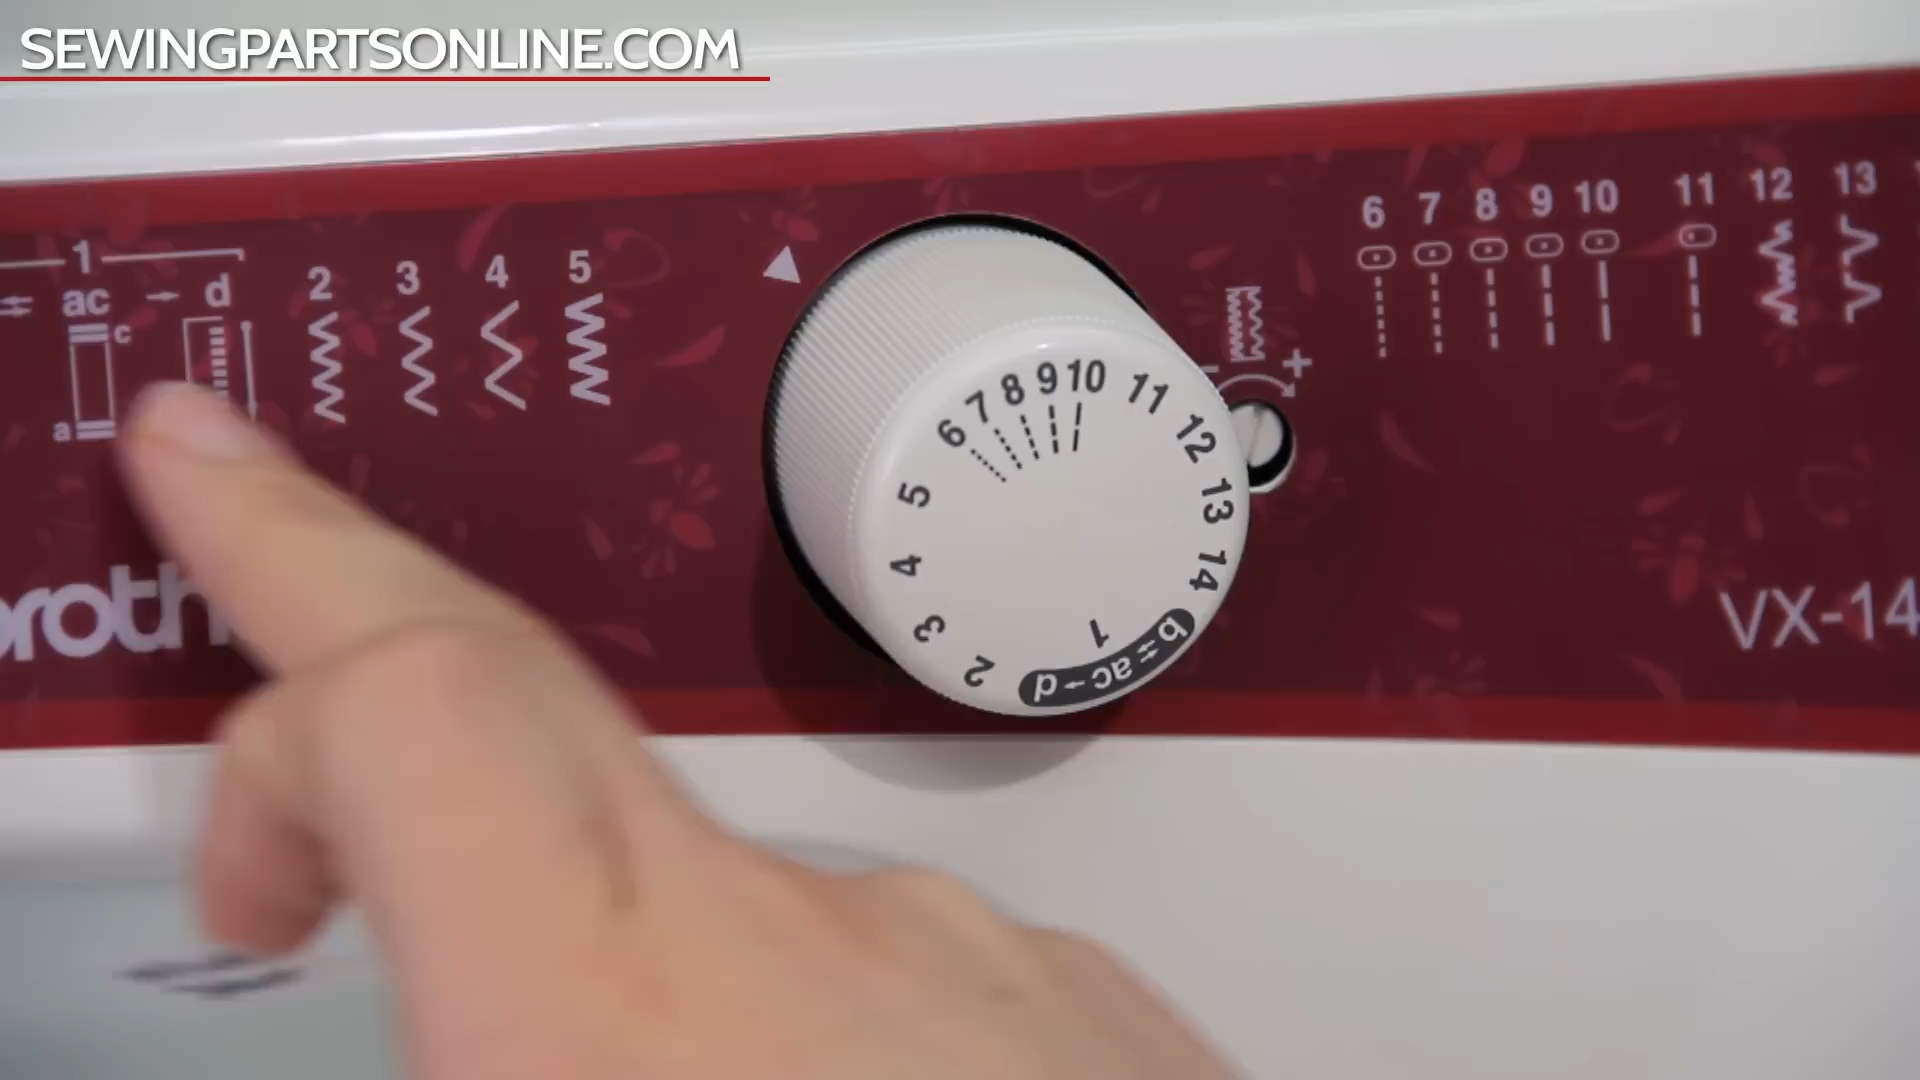 SEWINGPARTSONLINE.COM
1
ac d
c
a
2 3 4 5
- +
6 7 8 9 10 11 12 13
1 b ac d 2 3 4 5 6 7 8 9 10 11 12 13 14
VX-14